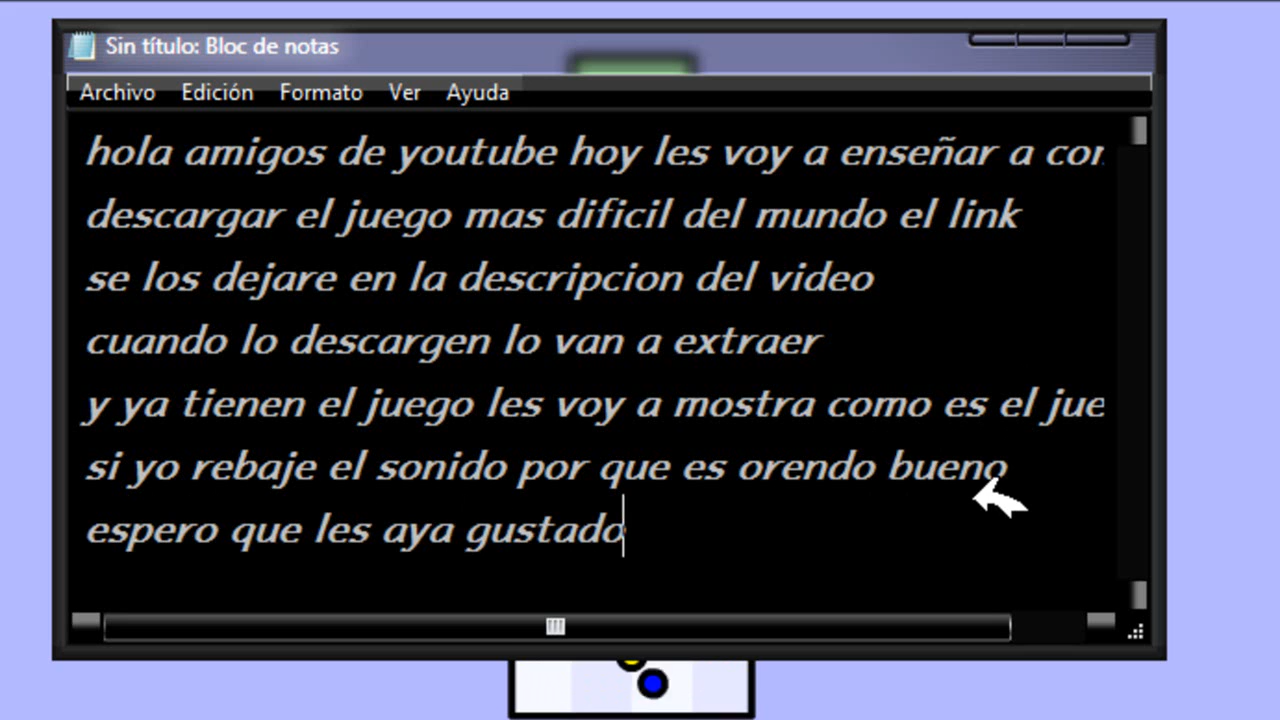 Sin título: Bloc de notas
Archivo Edición Formato Ver Ayuda
hola amigos de youtube hoy les voy a enseñar a
descargar el juego mas dificil del mundo el link
se los dejare en la descripcion del video
cuando lo descargen lo van a extraer
y ya tienen el juego les voy a mostra como es el jue
si yo rebaje el sonido por que es orendo bueno
espero que les aya gustado